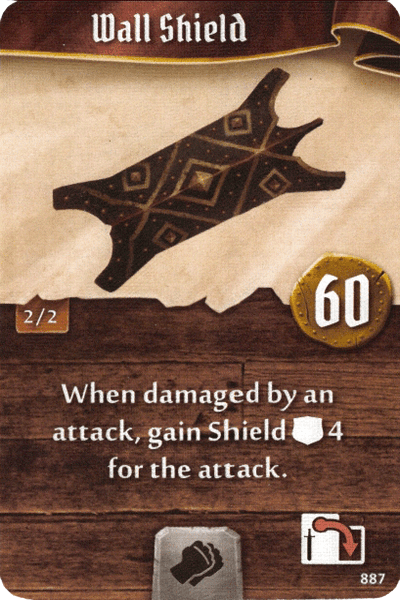 Wall Shield
2/2
60
When damaged by an
attack, gain Shield 4
for the attack.
887